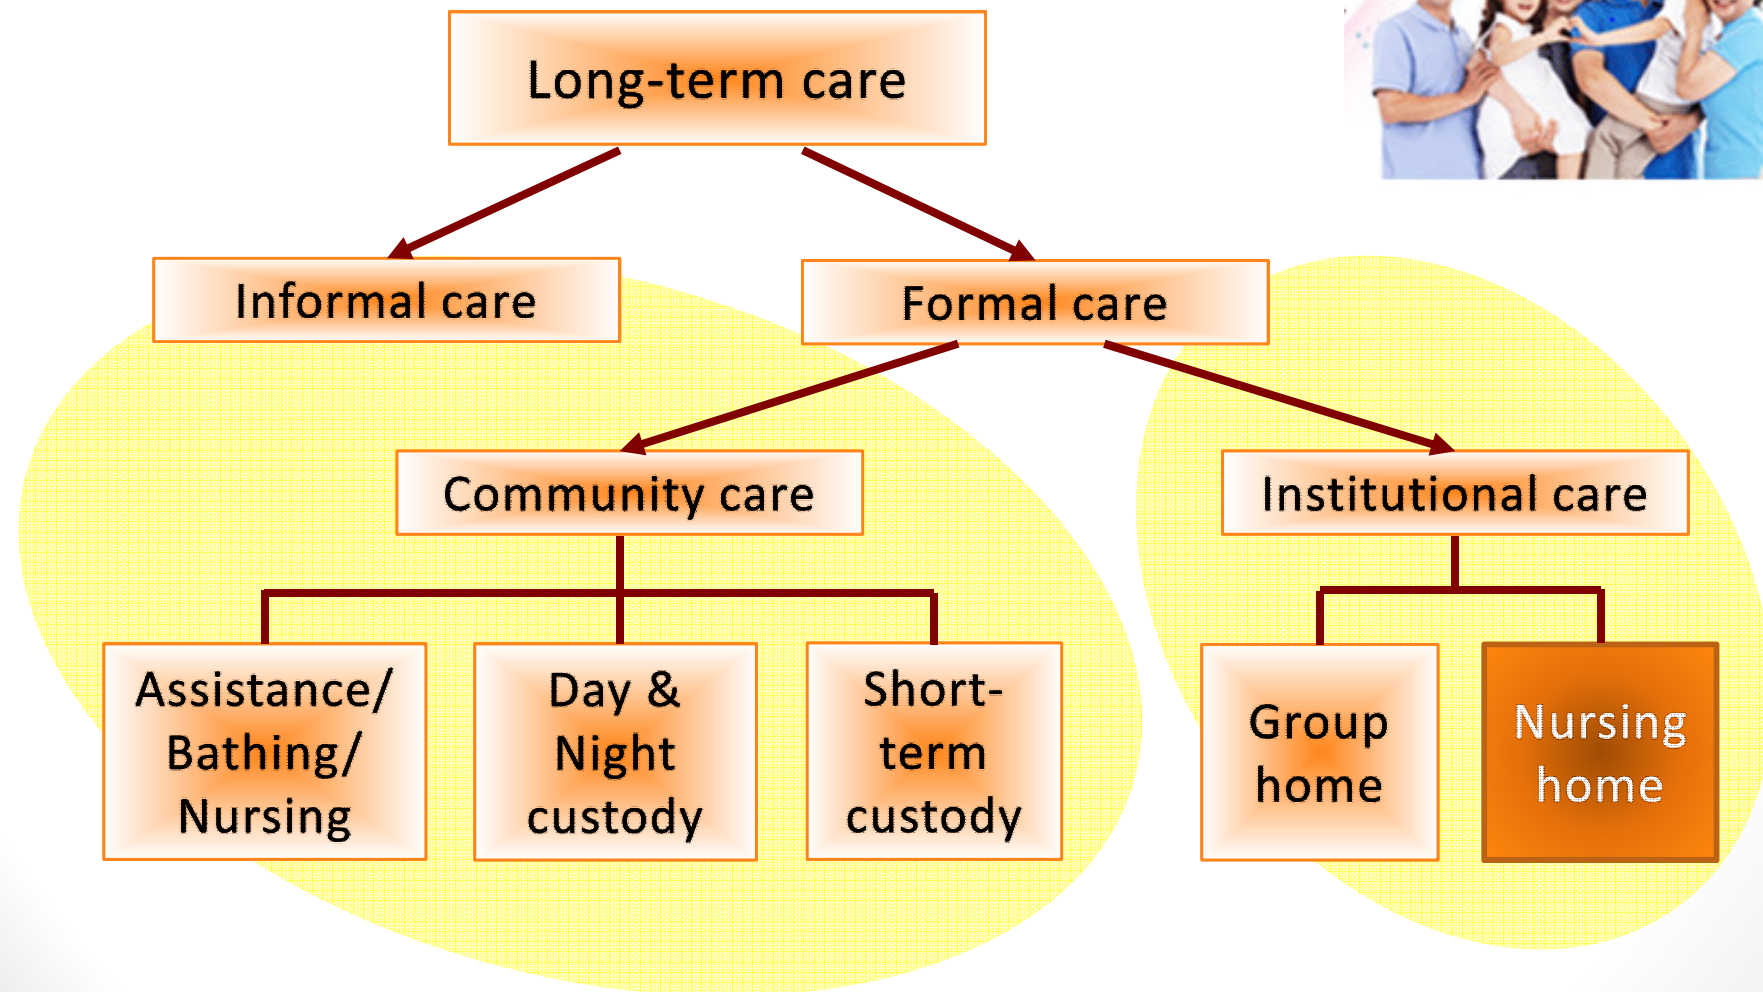 Long-term care
Informal care
Formal care
Community care
Institutional care
Assistance/
Bathing/
Nursing
Day &
Night
custody
Short-
term
custody
Group
home
Nursing
home